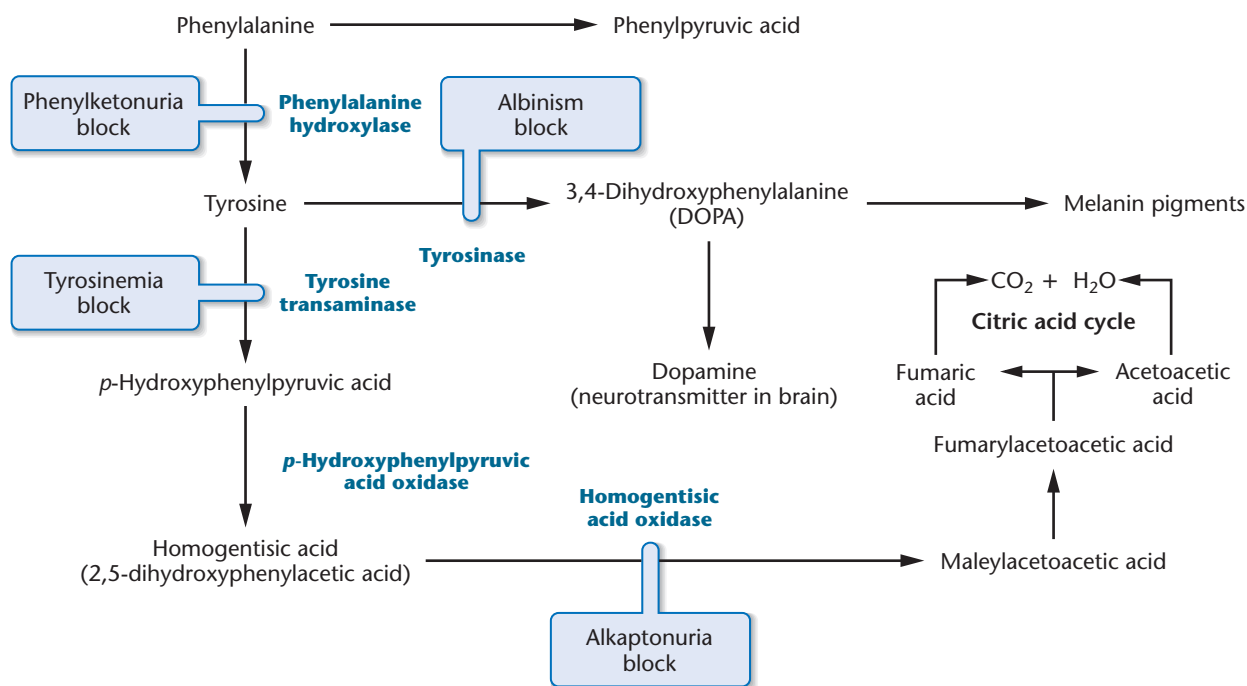 Phenylalanine
Phenylpyruvic acid
Phenylketonuria
block
Phenylalanine
hydroxylase
Albinism
block
Tyrosine
3,4-Dihydroxyphenylalanine
(DOPA)
Melanin pigments
Tyrosinase
Tyrosinemia
block
Tyrosine
transaminase
CO₂ + H₂O
Citric acid cycle
p-Hydroxyphenylpyruvic acid
Dopamine
(neurotransmitter in brain)
Fumaric
acid
Acetoacetic
acid
Fumarylacetoacetic acid
p-Hydroxyphenylpyruvic
acid oxidase
Homogentisic
acid oxidase
Homogentisic acid
(2,5-dihydroxyphenylacetic acid)
Maleylacetoacetic acid
Alkaptonuria
block